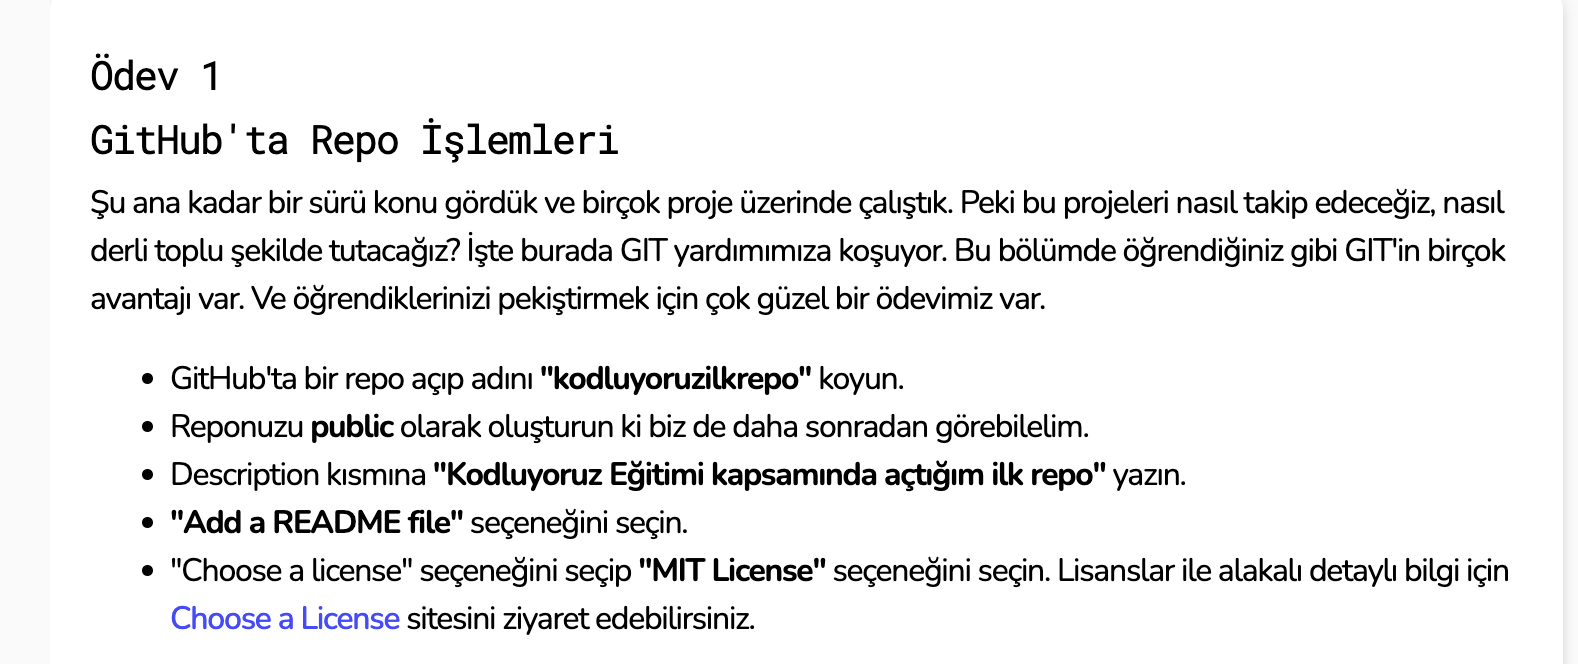 Ödev 1
GitHub'ta Repo İşlemleri
Şu ana kadar bir sürü konu gördük ve birçok proje üzerinde çalıştık. Peki bu projeleri nasıl takip edeceğiz, nasıl
derli toplu şekilde tutacağız? İşte burada GIT yardımımıza koşuyor. Bu bölümde öğrendiğiniz gibi GIT'in birçok
avantajı var. Ve öğrendiklerinizi pekiştirmek için çok güzel bir ödevimiz var.
• GitHub'ta bir repo açıp adını "kodluyoruzilkrepo" koyun.
• Reponuzu public olarak oluşturun ki biz de daha sonradan görebilelim.
• Description kısmına "Kodluyoruz Eğitimi kapsamında açtığım ilk repo" yazın.
• "Add a README file" seçeneğini seçin.
• "Choose a license" seçeneğini seçip "MIT License" seçeneğini seçin. Lisanslar ile alakalı detaylı bilgi için
Choose a License sitesini ziyaret edebilirsiniz.